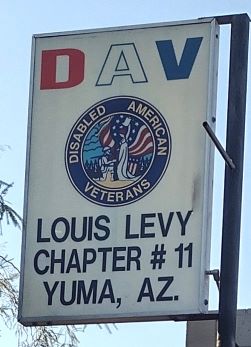 DAV
DISABLED AMERICAN
VETERANS
LOUIS LEVY
CHAPTER # 11
YUMA, AZ.